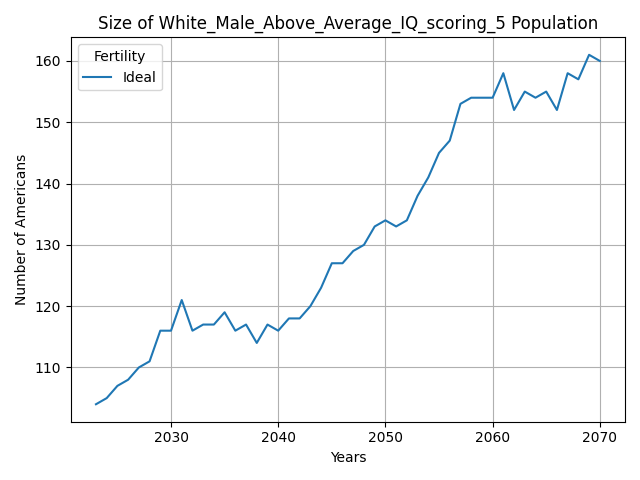 Size of White_Male_Above_Average_IQ_scoring_5 Population
Fertility
Ideal
Number of Americans
160
150
140
130
120
110
2030 2040 2050 2060 2070
Years